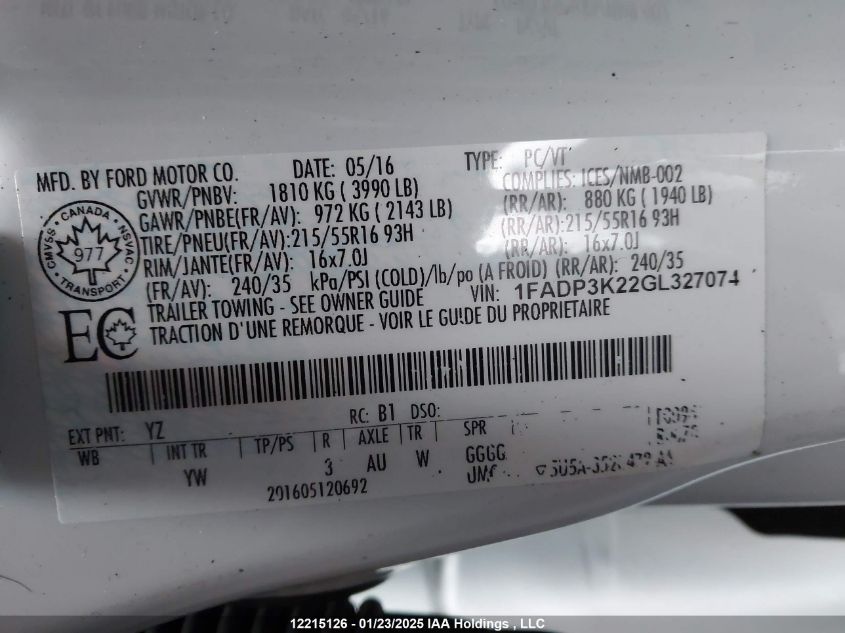 MFD. BY FORD MOTOR CO. DATE: 05/16 TYPE: PC/VT
GVWR/PNBV: 1810 KG ( 3990 LB) COMPLIES: ICES/NMB-002
GAWR/PNBE(FR/AV): 972 KG ( 2143 LB) (RR/AR): 880 KG ( 1940 LB)
TIRE/PNEU(FR/AV):215/55R16 93H (RR/AR):215/55R16 93H
RIM/JANTE(FR/AV): 16x7.0J (RR/AR): 16x7.0J
(FR/AV): 240/35 kPa/PSI (COLD)/lb/po (A FROID) (RR/AR): 240/35
TRAILER TOWING - SEE OWNER GUIDE VIN: 1FADP3K22GL327074
TRACTION D'UNE REMORQUE - VOIR LE GUIDE DU PROPRIETAIRE
CANADA
CMVSS NSVAC
977
TRANSPORT
EC
EXT PNT: YZ RC: B1 DSO:
WB INT TR TP/PS R AXLE TR SPR
YW 3 AU W GGGG
201605120692
12215126 - 01/23/2025 IAA Holdings , LLC